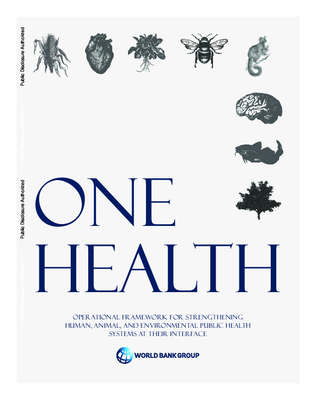 Public Disclosure Authorized
Public Disclosure Authorized
ONE
HEALTH
OPERATIONAL FRAMEWORK FOR STRENGTHENING
HUMAN, ANIMAL, AND ENVIRONMENTAL PUBLIC HEALTH
SYSTEMS AT THEIR INTERFACE
WORLD BANK GROUP